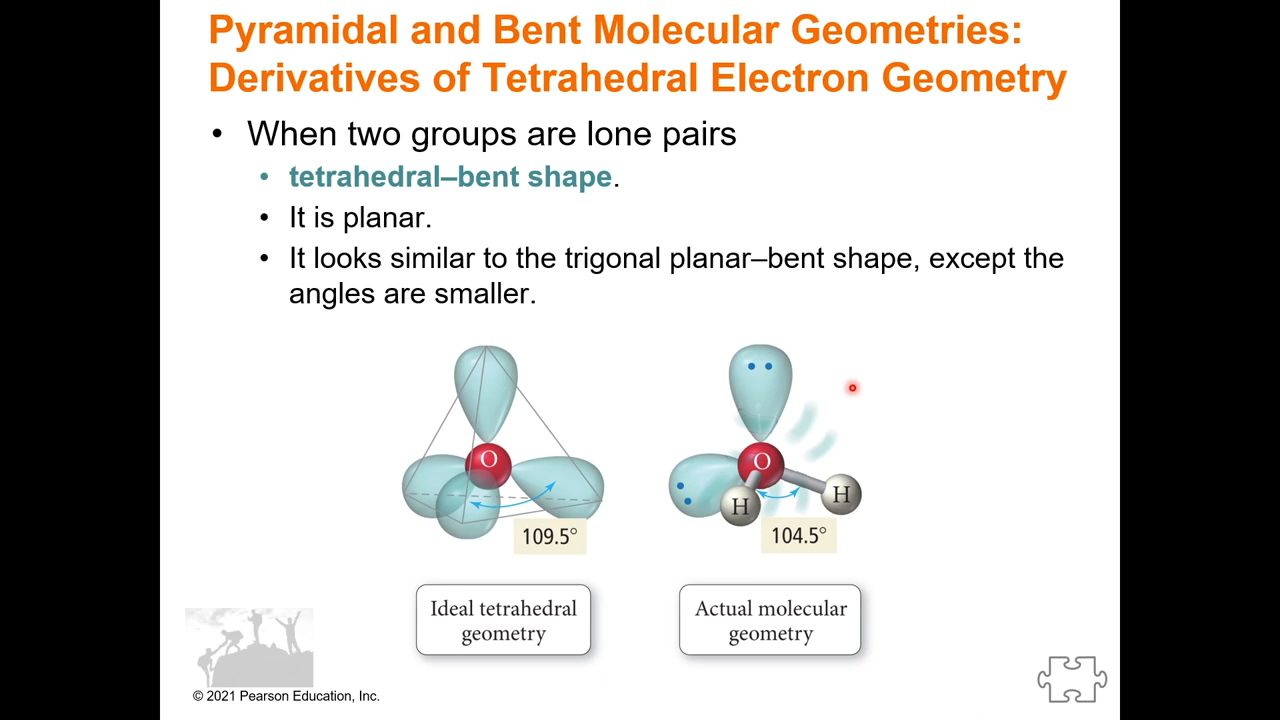 Pyramidal and Bent Molecular Geometries:
Derivatives of Tetrahedral Electron Geometry
• When two groups are lone pairs
• tetrahedral–bent shape.
• It is planar.
• It looks similar to the trigonal planar–bent shape, except the
angles are smaller.
O
109.5°
Ideal tetrahedral
geometry
O
H
H
104.5°
Actual molecular
geometry
© 2021 Pearson Education, Inc.